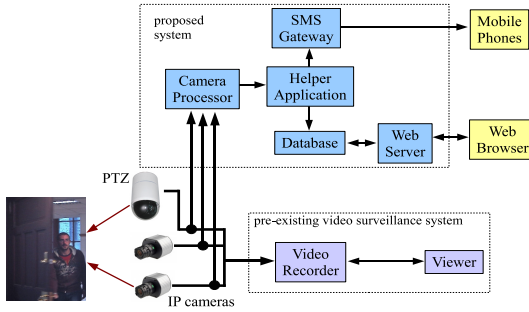 proposed
system
SMS
Gateway
Mobile
Phones
Camera
Processor
Helper
Application
Database
Web
Server
Web
Browser
PTZ
pre-existing video surveillance system
Video
Recorder
Viewer
IP cameras